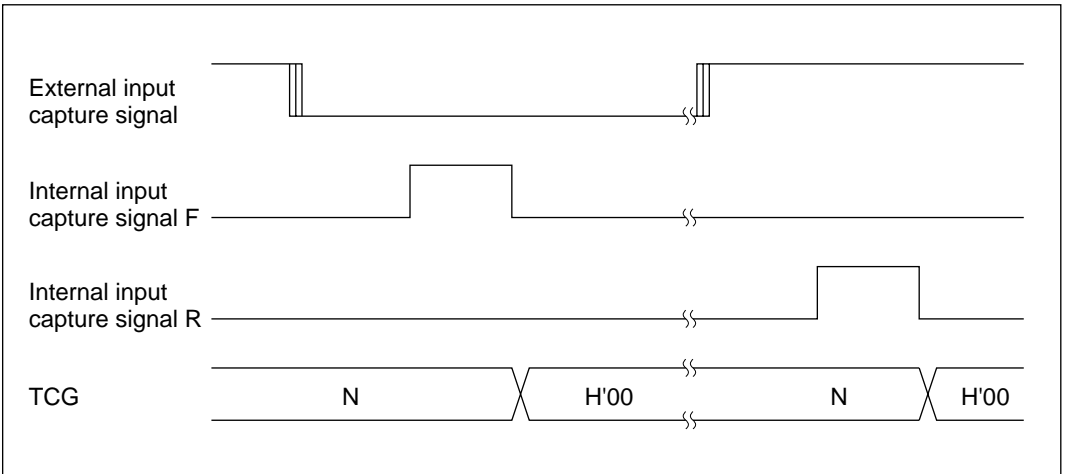 External input
capture signal
Internal input
capture signal F
Internal input
capture signal R
TCG N H'00 N H'00